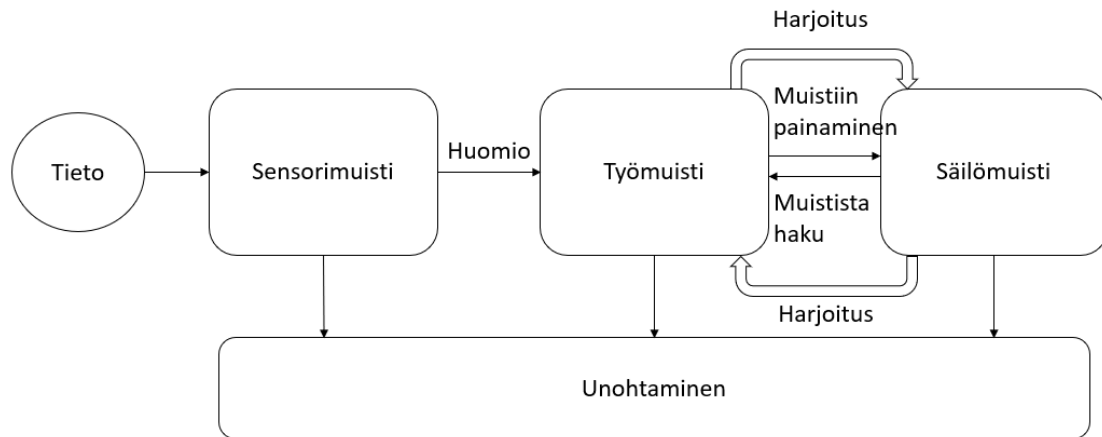 Harjoitus
Muistiin
painaminen
Tieto
Sensorimuisti
Huomio
Työmuisti
Säilömuisti
Muistista
haku
Harjoitus
Unohtaminen